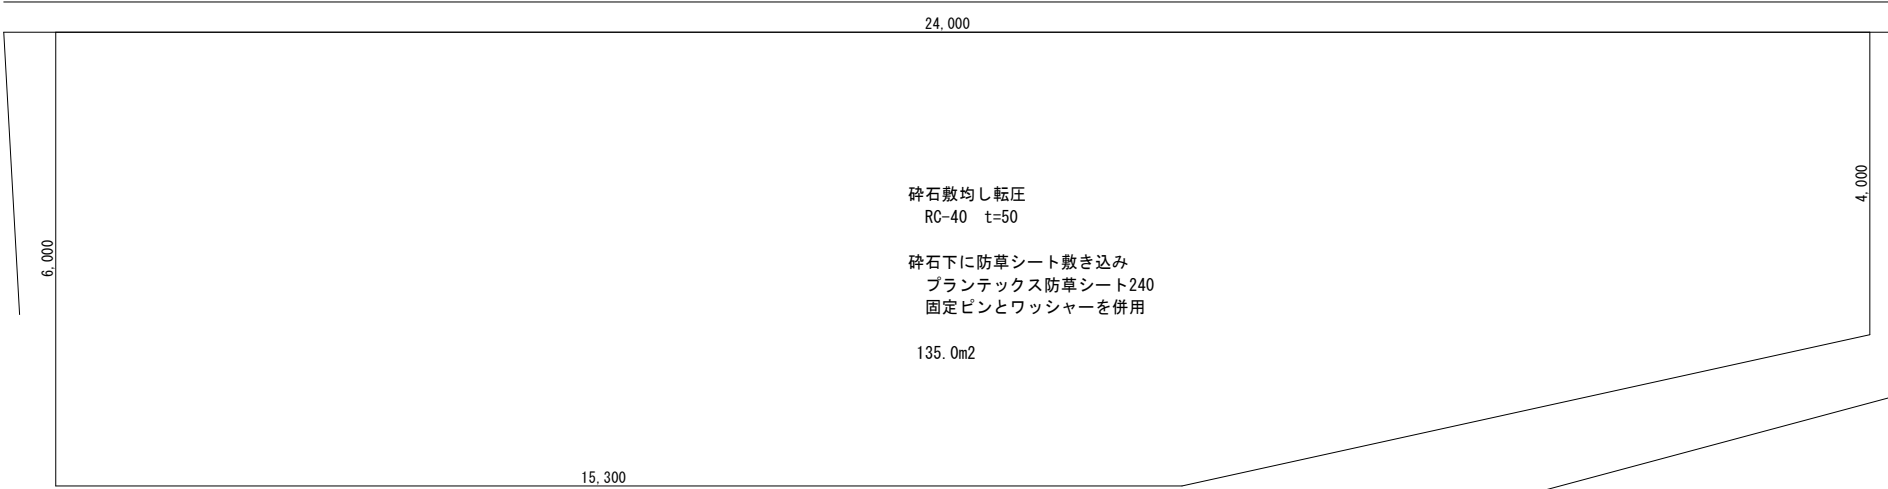 24,000
6,000
4,000
砕石敷均し転圧
RC-40 t=50
砕石下に防草シート敷き込み
プランテックス防草シート240
固定ピンとワッシャーを併用
135.0m2
15,300